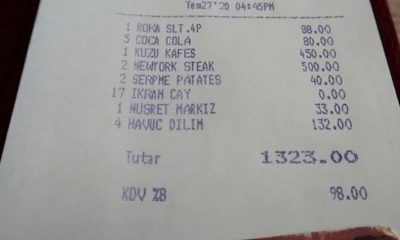 Tem27'20 04:45PM
1 ROKA SLT.4P 88.00
5 COCA COLA 80.00
1 KUZU KAFES 450.00
2 NEWYORK STEAK 500.00
2 SERPME PATATES 40.00
17 IKRAM CAY 0.00
1 NUSRET MARKIZ 33.00
4 HAVUC DILIM 132.00
Tutar 1323.00
KDV %8 98.00